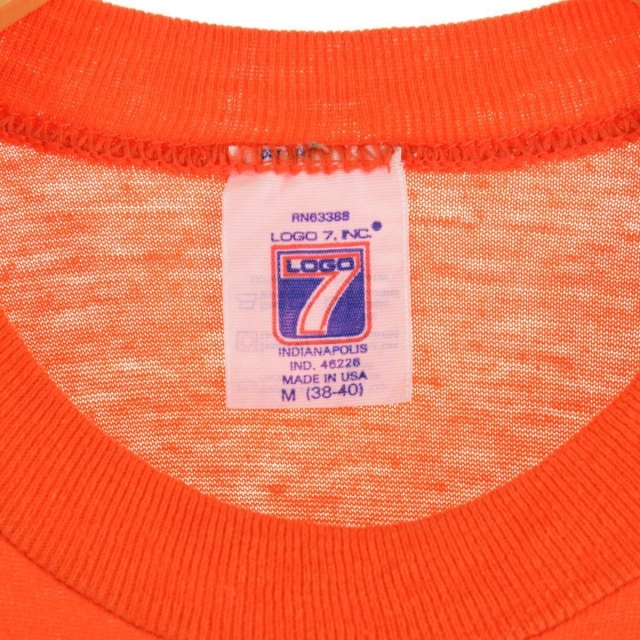 RN63388
LOGO 7, INC.®
LOGO
7
INDIANAPOLIS
IND. 46226
MADE IN USA
M (38-40)